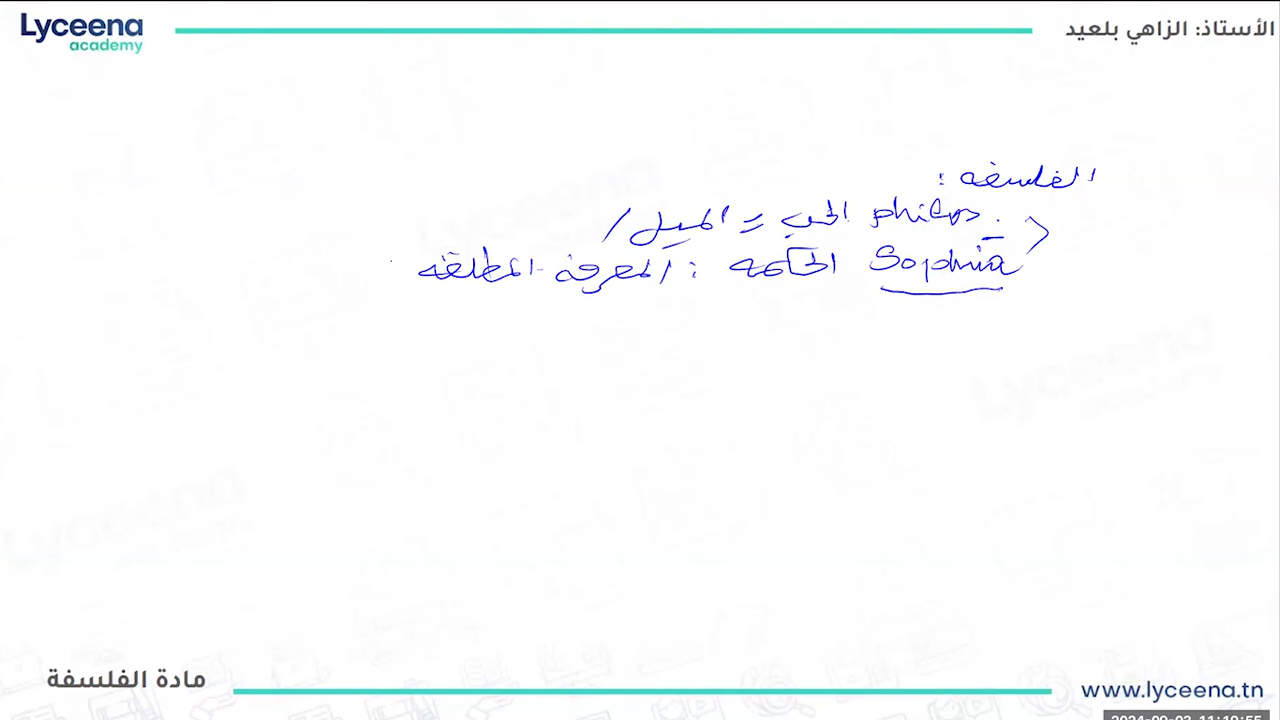 Lyceena
academy
الأستاذ: الزاهي بلعيد
الفلسفة :
philos الحب = الميل /
Sophia الحكمة : المعرفة المطلقة
مادة الفلسفة
www.lyceena.tn